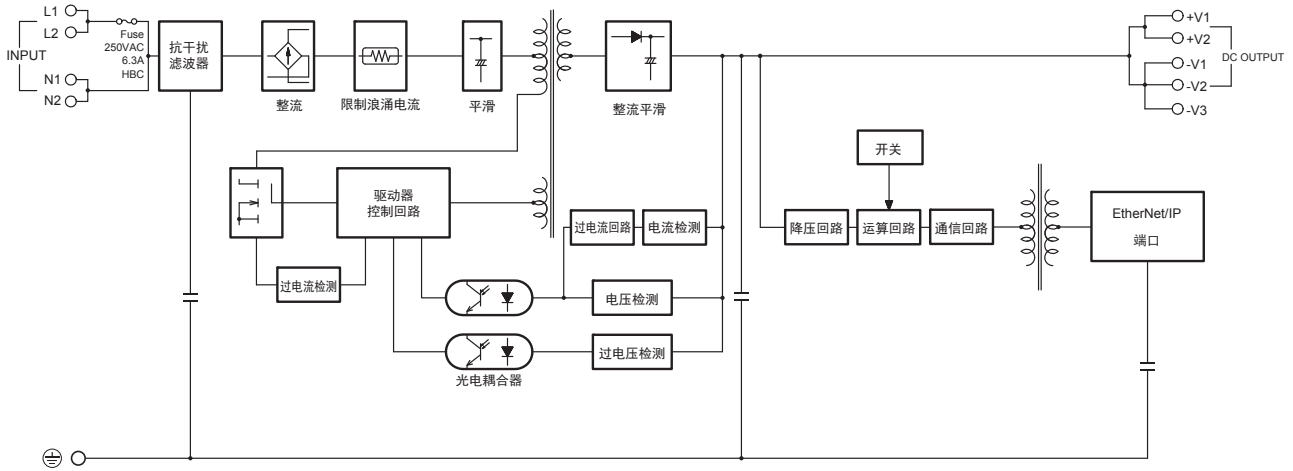 L1
L2
INPUT
N1
N2
Fuse
250VAC
6.3A
HBC
抗干扰
滤波器
整流
限制浪涌电流
平滑
整流平滑
+V1
+V2
DC OUTPUT
-V1
-V2
-V3
驱动器
控制回路
过电流检测
过电流回路
电流检测
电压检测
过电压检测
光电耦合器
开关
降压回路
运算回路
通信回路
EtherNet/IP
端口